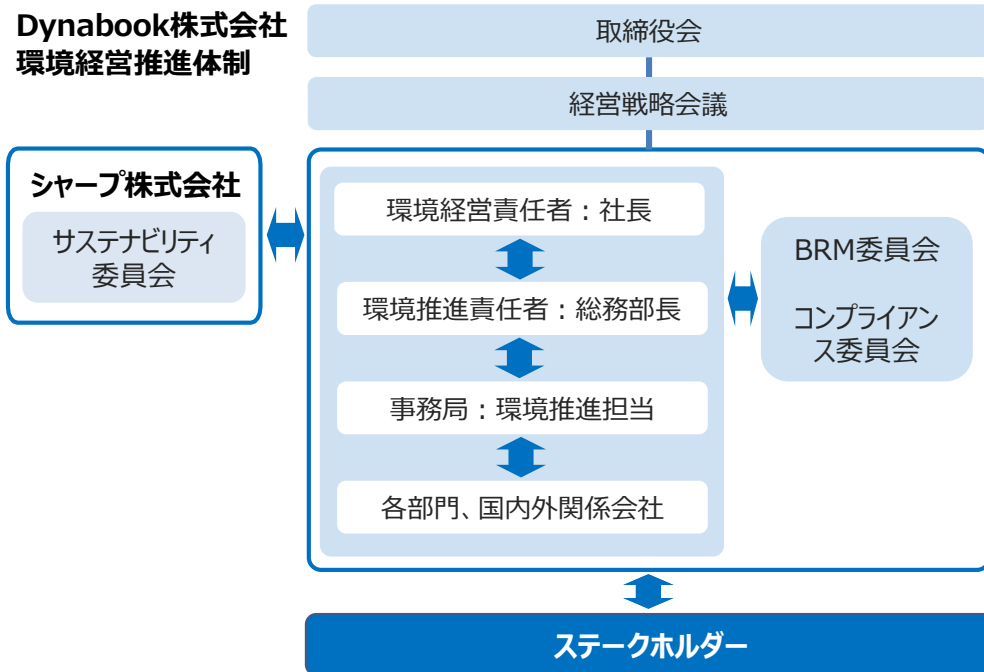 Dynabook株式会社
環境経営推進体制
取締役会
経営戦略会議
シャープ株式会社
サステナビリティ
委員会
環境経営責任者：社長
環境推進責任者：総務部長
事務局：環境推進担当
各部門、国内外関係会社
BRM委員会
コンプライアン
ス委員会
ステークホルダー